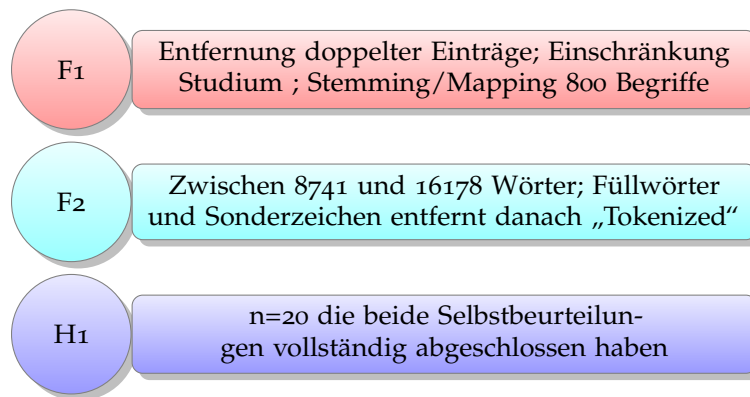 F1
Entfernung doppelter Einträge; Einschränkung
Studium ; Stemming/Mapping 800 Begriffe
F2
Zwischen 8741 und 16178 Wörter; Füllwörter
und Sonderzeichen entfernt danach „Tokenized“
H1
n=20 die beide Selbstbeurteilun-
gen vollständig abgeschlossen haben